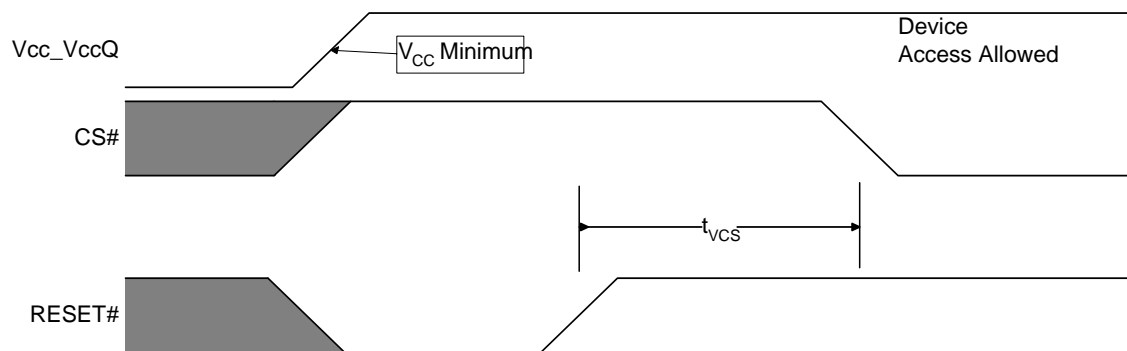 Vcc_VccQ
VCC Minimum
Device
Access Allowed
CS#
tVCS
RESET#